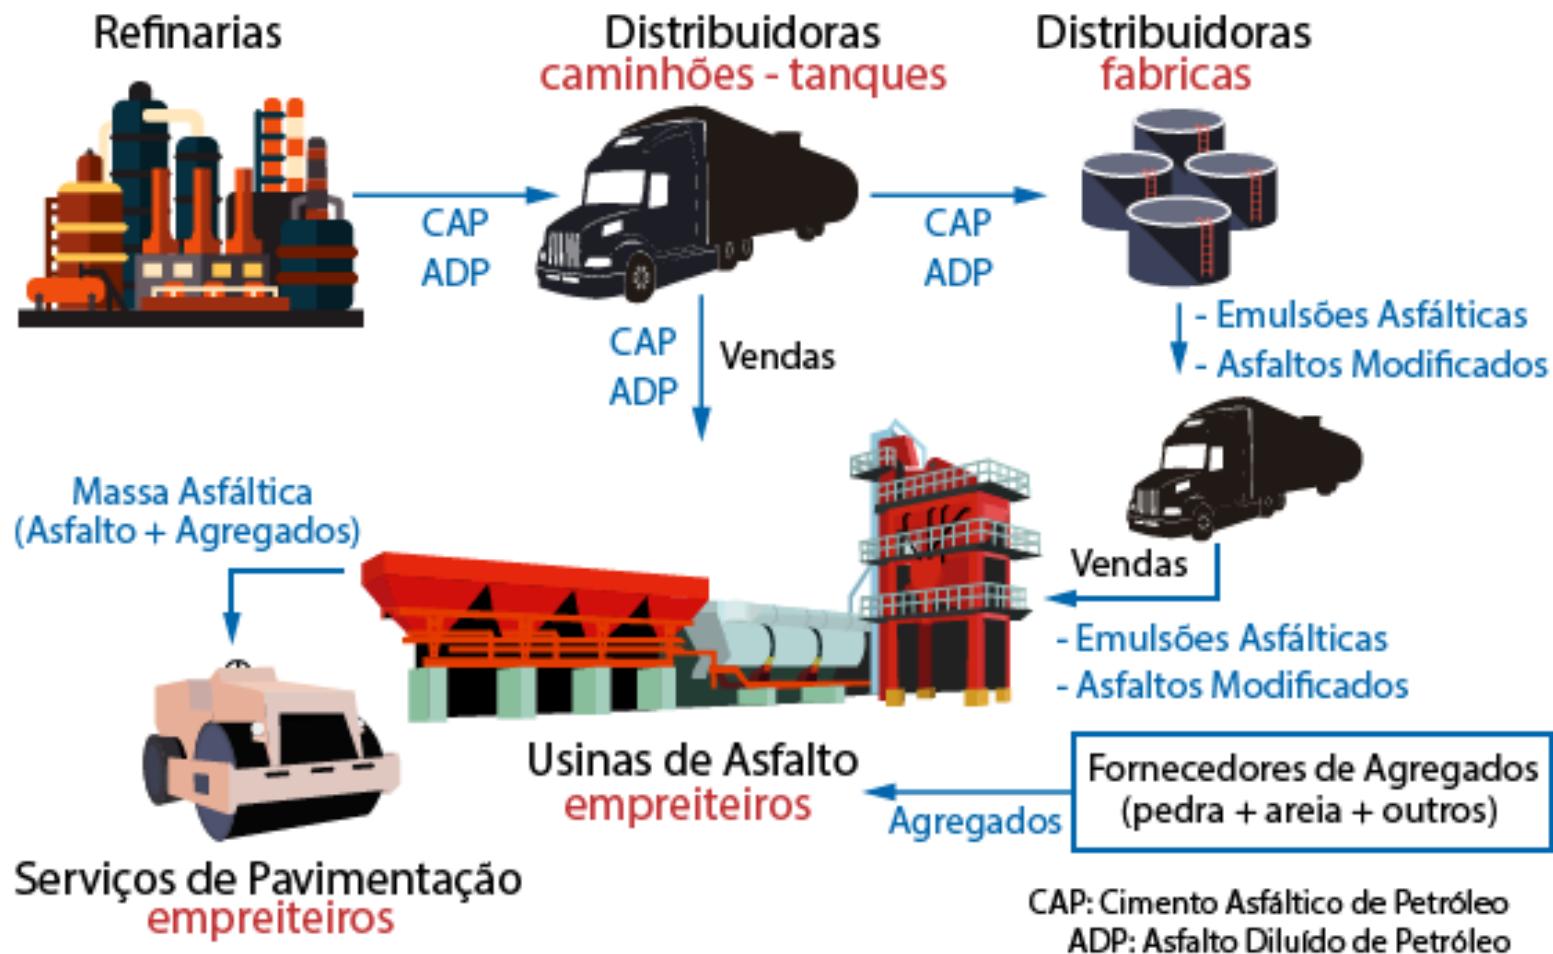 Refinarias
Distribuidoras
caminhões - tanques
Distribuidoras
fabricas
CAP
ADP
CAP
ADP
CAP
ADP
Vendas
- Emulsões Asfálticas
- Asfaltos Modificados
Massa Asfáltica
(Asfalto + Agregados)
Vendas
- Emulsões Asfálticas
- Asfaltos Modificados
Usinas de Asfalto
empreiteiros
Agregados
Fornecedores de Agregados
(pedra + areia + outros)
Serviços de Pavimentação
empreiteiros
CAP: Cimento Asfáltico de Petróleo
ADP: Asfalto Diluído de Petróleo